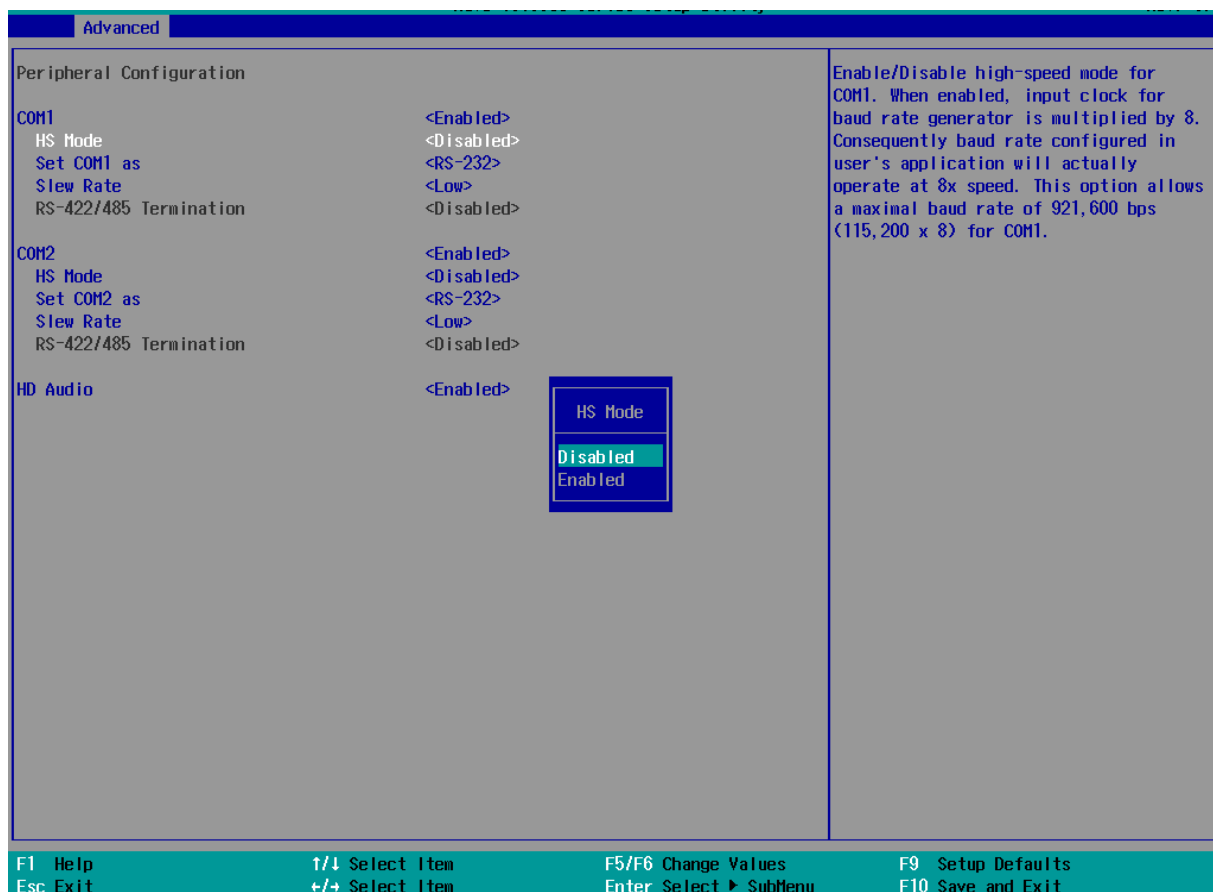 Advanced
Peripheral Configuration
COM1 <Enabled>
HS Mode <Disabled>
Set COM1 as <RS-232>
Slew Rate <Low>
RS-422/485 Termination <Disabled>
COM2 <Enabled>
HS Mode <Disabled>
Set COM2 as <RS-232>
Slew Rate <Low>
RS-422/485 Termination <Disabled>
HD Audio <Enabled>
HS Mode
Disabled
Enabled
Enable/Disable high-speed mode for
COM1. When enabled, input clock for
baud rate generator is multiplied by 8.
Consequently baud rate configured in
user's application will actually
operate at 8x speed. This option allows
a maximal baud rate of 921,600 bps
(115,200 x 8) for COM1.
F1 Help ↑/↓ Select Item F5/F6 Change Values F9 Setup Defaults
Esc Exit ←/→ Select Item Enter Select ▶ SubMenu F10 Save and Exit